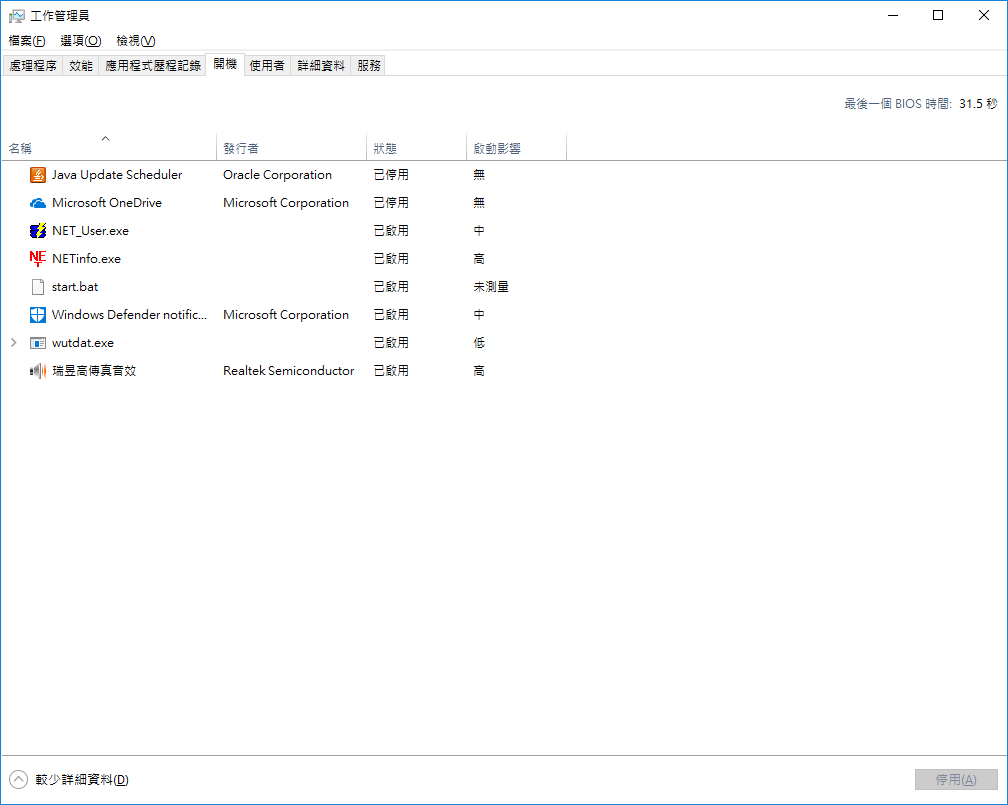 工作管理員
檔案(F) 選項(O) 檢視(V)
處理程序 效能 應用程式歷程記錄 開機 使用者 詳細資料 服務
最後一個 BIOS 時間: 31.5 秒
名稱 發行者 狀態 啟動影響
Java Update Scheduler Oracle Corporation 已停用 無
Microsoft OneDrive Microsoft Corporation 已停用 無
NET_User.exe 已啟用 中
NETinfo.exe 已啟用 高
start.bat 已啟用 未測量
Windows Defender notific... Microsoft Corporation 已啟用 中
wutdat.exe 已啟用 低
瑞昱高傳真音效 Realtek Semiconductor 已啟用 高
較少詳細資料(D) 停用(A)